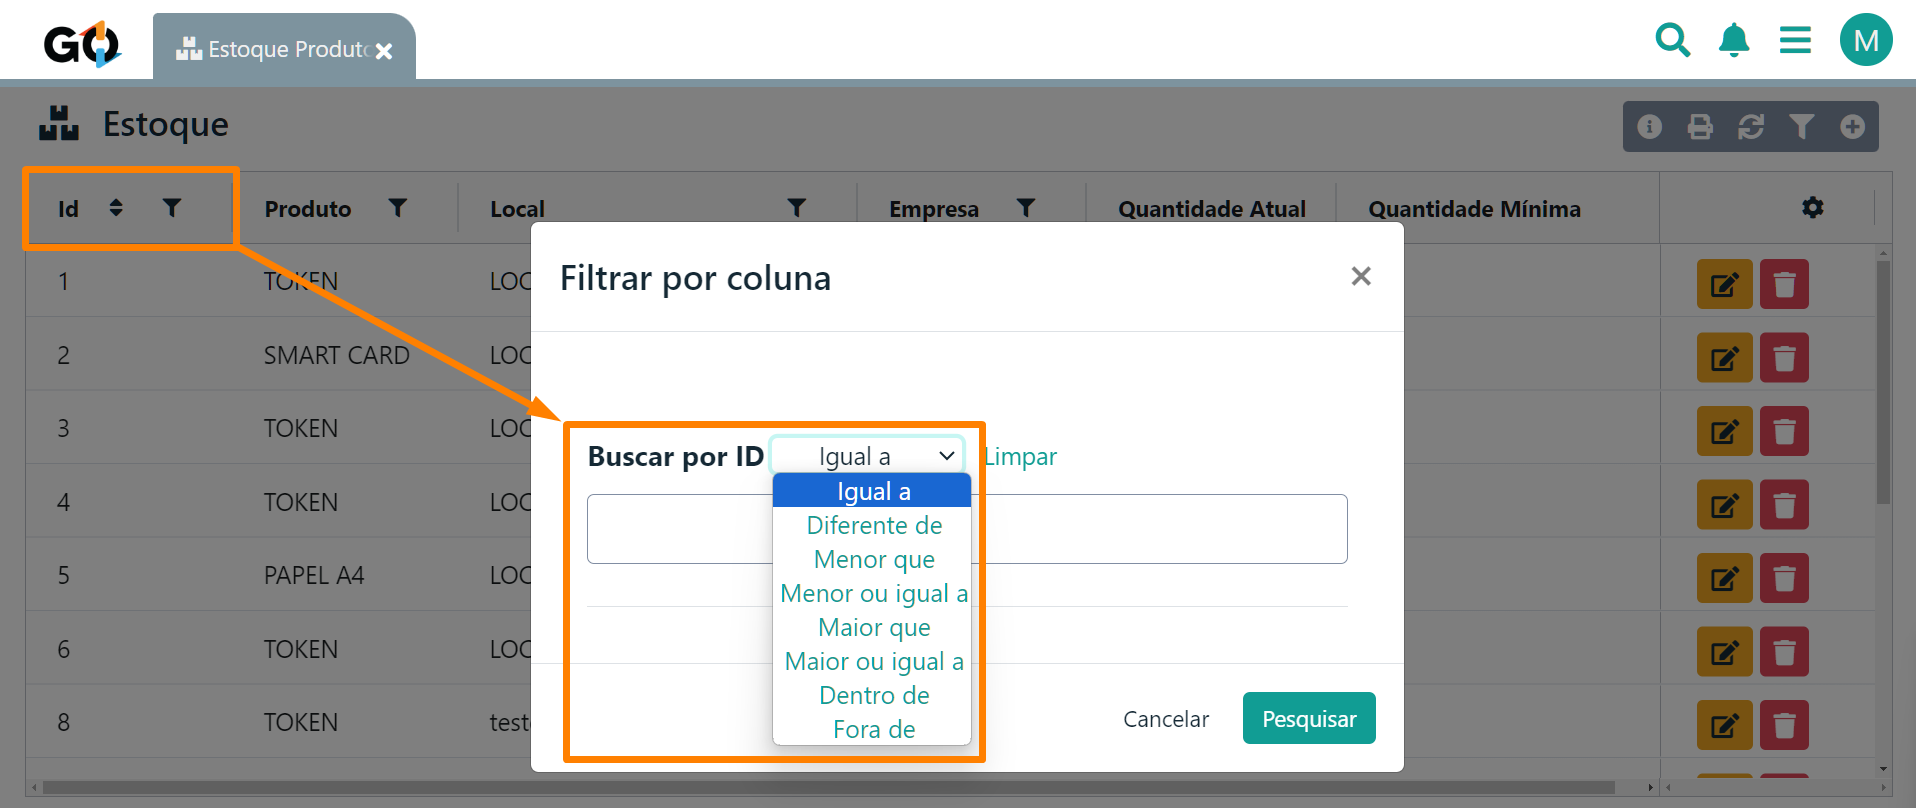 GO
Estoque Produto
M
Estoque
Id Produto Local Empresa Quantidade Atual Quantidade Mínima
Filtrar por coluna
1 TOKEN LOC
2 SMART CARD LOC
3 TOKEN LOC
Buscar por ID Igual a Limpar
Igual a
4 TOKEN LOC
Diferente de
Menor que
5 PAPEL A4 LOC
Menor ou igual a
Maior que
6 TOKEN LOC
Maior ou igual a
Dentro de
8 TOKEN test
Fora de
Cancelar Pesquisar